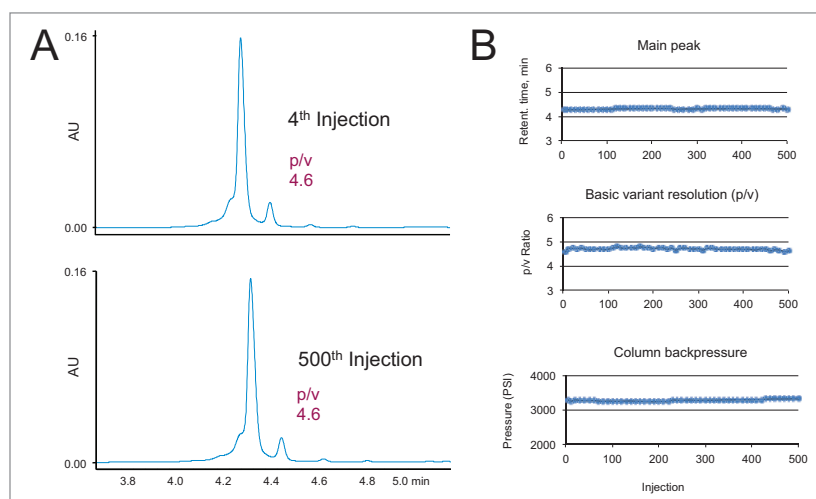 A
0.16
AU
4th Injection
p/v
4.6
0.00
0.16
AU
500th Injection
p/v
4.6
0.00
3.8 4.0 4.2 4.4 4.6 4.8 5.0 min
B
Main peak
Retent. time, min
6
5
4
3
0 100 200 300 400 500
Basic variant resolution (p/v)
p/v Ratio
6
5
4
3
0 100 200 300 400 500
Column backpressure
Pressure (PSI)
4000
3000
2000
0 100 200 300 400 500
Injection